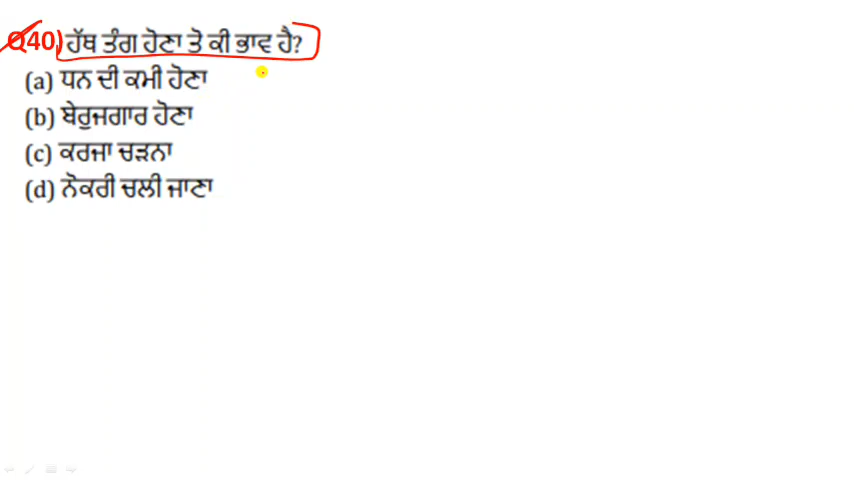 Q40) ਹੱਥ ਤੰਗ ਹੋਣਾ ਤੋ ਕੀ ਭਾਵ ਹੈ?
(a) ਧਨ ਦੀ ਕਮੀ ਹੋਣਾ
(b) ਬੇਰੁਜਗਾਰ ਹੋਣਾ
(c) ਕਰਜਾ ਚੜਨਾ
(d) ਨੋਕਰੀ ਚਲੀ ਜਾਣਾ